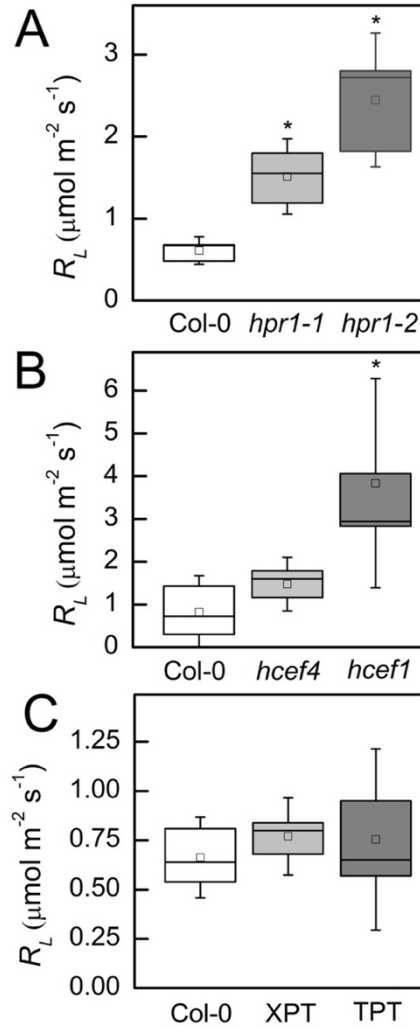 A
R_L (μmol m⁻² s⁻¹)
3
2
1
0
*
*
Col-0 hpr1-1 hpr1-2
B
R_L (μmol m⁻² s⁻¹)
6
5
4
3
2
1
0
*
Col-0 hcef4 hcef1
C
R_L (μmol m⁻² s⁻¹)
1.25
1.00
0.75
0.50
0.25
0.00
Col-0 XPT TPT